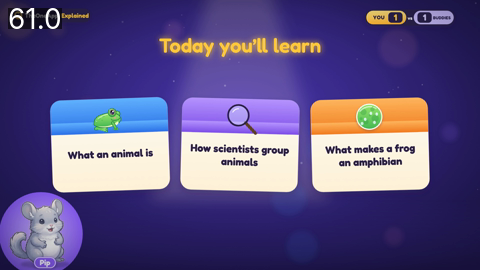 61.0
Explained
YOU 1 vs 1 BUDDIES
Today you'll learn
What an animal is
How scientists group
animals
What makes a frog
an amphibian
Pip